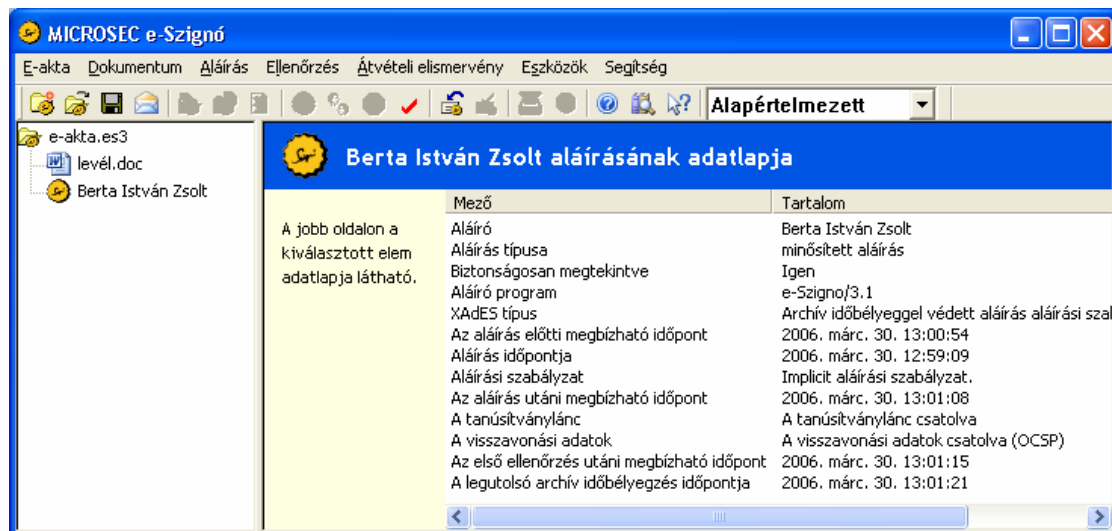 MICROSEC e-Szignó
E-akta Dokumentum Aláírás Ellenőrzés Átvételi elismervény Eszközök Segítség
Alapértelmezett
e-akta.es3
levél.doc
Berta István Zsolt
Berta István Zsolt aláírásának adatlapja
A jobb oldalon a
kiválasztott elem
adatlapja látható.
Mező Tartalom
Aláíró Berta István Zsolt
Aláírás típusa minősített aláírás
Biztonságosan megtekintve Igen
Aláíró program e-Szigno/3.1
XAdES típus Archív időbélyeggel védett aláírás aláírási szal
Az aláírás előtti megbízható időpont 2006. márc. 30. 13:00:54
Aláírás időpontja 2006. márc. 30. 12:59:09
Aláírási szabályzat Implicit aláírási szabályzat.
Az aláírás utáni megbízható időpont 2006. márc. 30. 13:01:08
A tanúsítványlánc A tanúsítványlánc csatolva
A visszavonási adatok A visszavonási adatok csatolva (OCSP)
Az első ellenőrzés utáni megbízható időpont 2006. márc. 30. 13:01:15
A legutolsó archív időbélyegzés időpontja 2006. márc. 30. 13:01:21